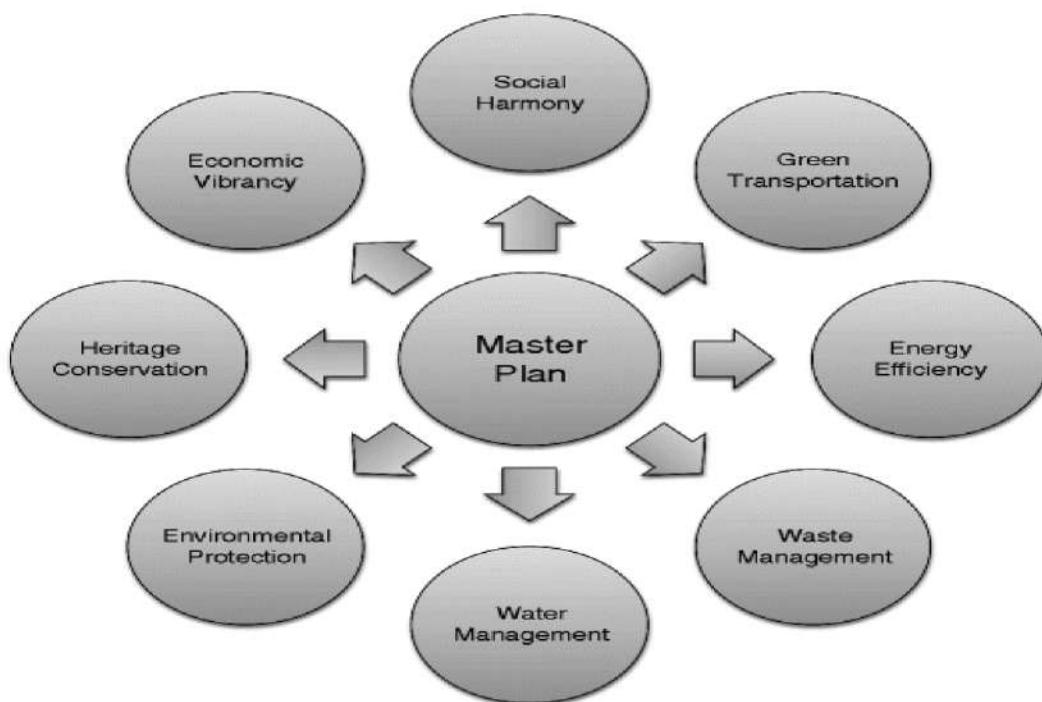 Social
Harmony
Economic
Vibrancy
Green
Transportation
Heritage
Conservation
Master
Plan
Energy
Efficiency
Environmental
Protection
Waste
Management
Water
Management